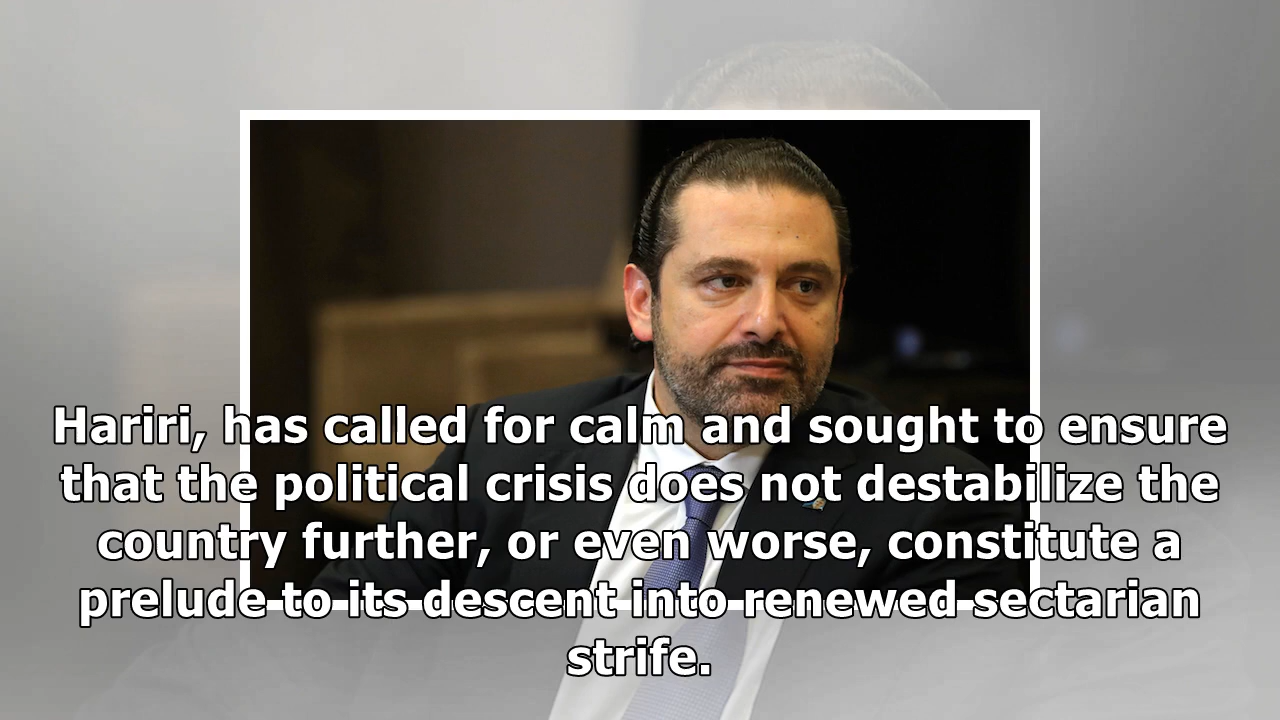 Hariri, has called for calm and sought to ensure
that the political crisis does not destabilize the
country further, or even worse, constitute a
prelude to its descent into renewed sectarian
strife.